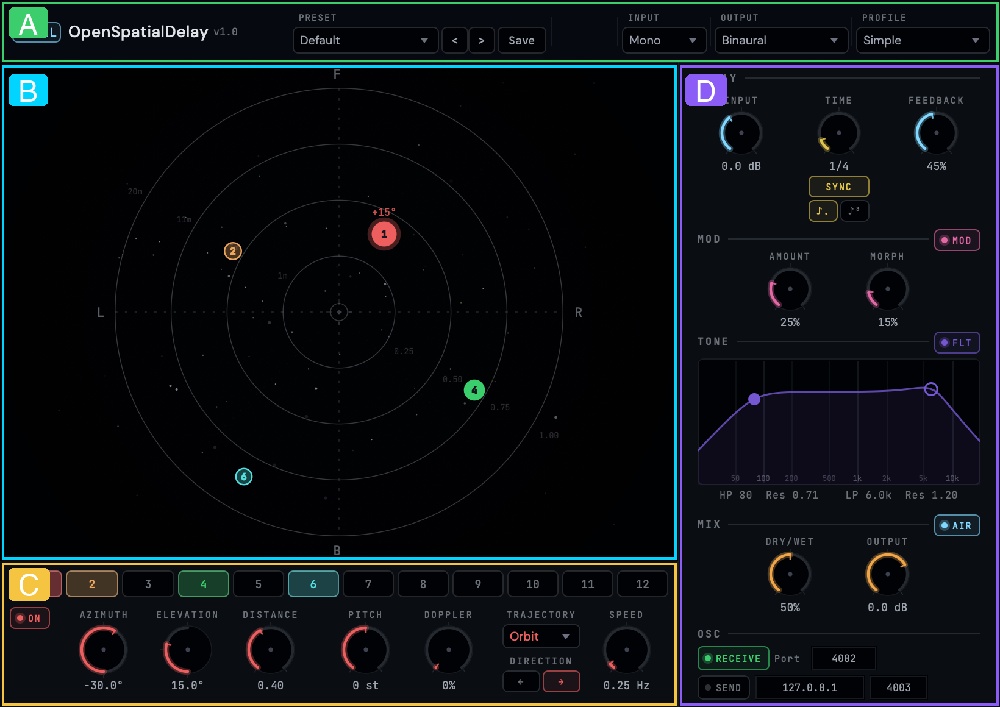 A
L OpenSpatialDelay v1.0
PRESET
Default < > Save
INPUT
Mono
OUTPUT
Binaural
PROFILE
Simple
B
F
20m
11m
1m
+15°
1
2
L
R
0.25
0.50
4
0.75
1.00
6
B
C
2 3 4 5 6 7 8 9 10 11 12
ON
AZIMUTH
-30.0°
ELEVATION
15.0°
DISTANCE
0.40
PITCH
0 st
DOPPLER
0%
TRAJECTORY
Orbit
DIRECTION
← →
SPEED
0.25 Hz
D
INPUT TIME FEEDBACK
0.0 dB 1/4 45%
SYNC
♪. ♪³
MOD MOD
AMOUNT MORPH
25% 15%
TONE FLT
50 100 200 500 1k 2k 5k 10k
HP 80 Res 0.71 LP 6.0k Res 1.20
MIX AIR
DRY/WET OUTPUT
50% 0.0 dB
OSC
RECEIVE Port 4002
SEND 127.0.0.1 4003